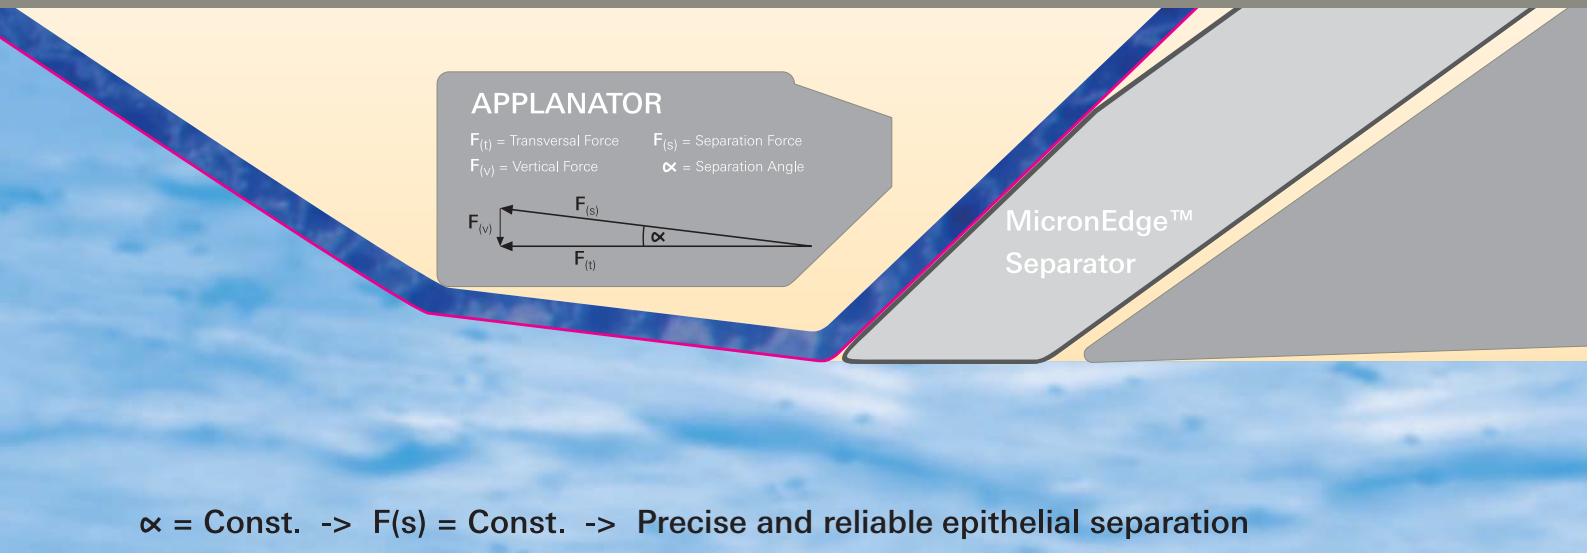 APPLANATOR
F(t) = Transversal Force F(s) = Separation Force
F(v) = Vertical Force ∝ = Separation Angle
F(s)
F(v)
∝
F(t)
MicronEdge™
Separator
∝ = Const. -> F(s) = Const. -> Precise and reliable epithelial separation